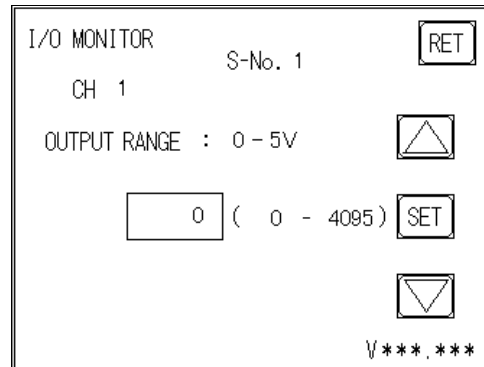 I/O MONITOR
S-No. 1
RET
CH 1
OUTPUT RANGE : 0-5V
0 ( 0 - 4095) SET
V***.***